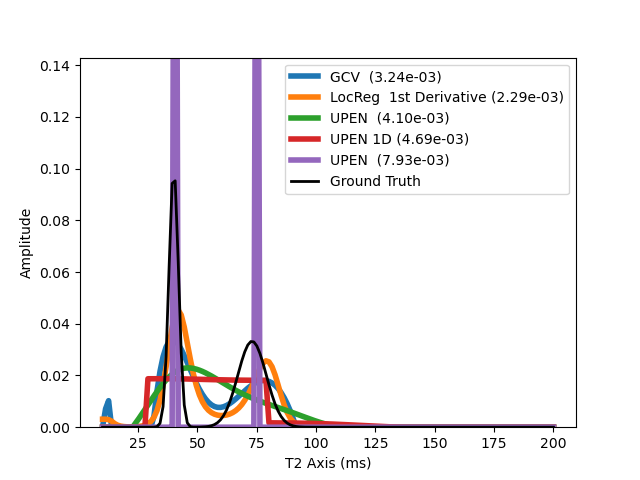 0.14
0.12
0.10
0.08
0.06
0.04
0.02
0.00
Amplitude
GCV  (3.24e-03)
LocReg  1st Derivative (2.29e-03)
UPEN  (4.10e-03)
UPEN 1D (4.69e-03)
UPEN  (7.93e-03)
Ground Truth
25 50 75 100 125 150 175 200
T2 Axis (ms)